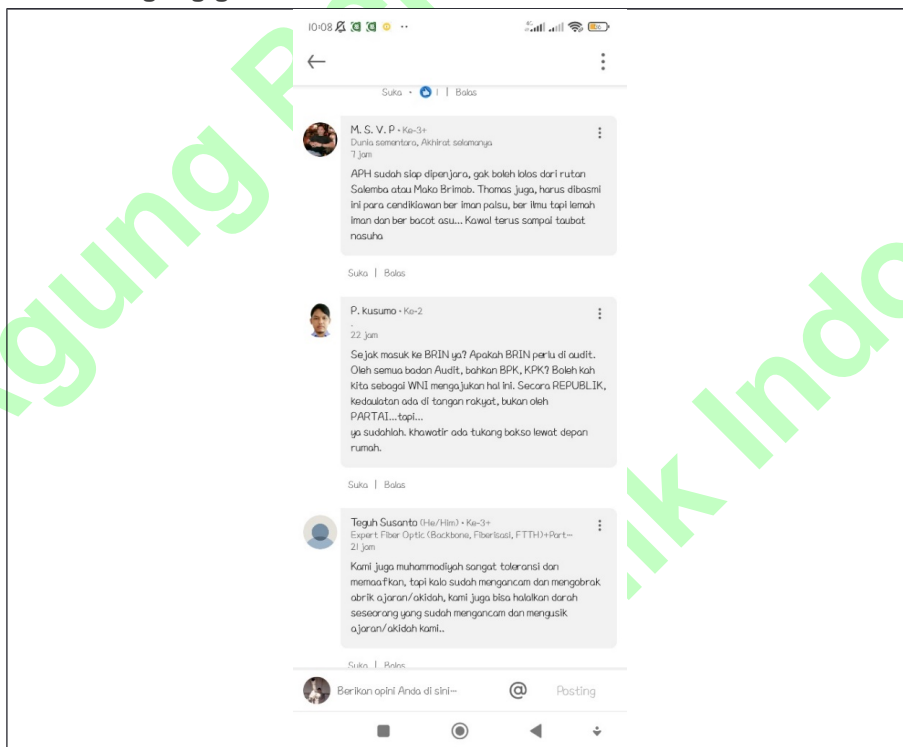 10:08
Suka • 1 | Balas
M. S. V. P • Ke-3+
Dunia sementara, Akhirat selamanya
7 jam
APH sudah siap dipenjara, gak boleh lolos dari rutan
Salemba atau Mako Brimob. Thomas juga, harus dibasmi
ini para cendikiawan ber iman palsu, ber ilmu tapi lemah
iman dan ber bacot asu... Kawal terus sampai taubat
nasuha
Suka | Balas
P. kusumo • Ke-2
.
22 jam
Sejak masuk ke BRIN ya? Apakah BRIN perlu di audit.
Oleh semua badan Audit, bahkan BPK, KPK? Boleh kah
kita sebagai WNI mengajukan hal ini. Secara REPUBLIK,
kedaulatan ada di tangan rakyat, bukan oleh
PARTAI...tapi...
ya sudahlah. khawatir ada tukang bakso lewat depan
rumah.
Suka | Balas
Teguh Susanto (He/Him) • Ke-3+
Expert Fiber Optic (Backbone, Fiberisasi, FTTH)+Part...
21 jam
Kami juga muhammadiyah sangat toleransi dan
memaafkan, tapi kalo sudah mengancam dan mengobrak
abrik ajaran/akidah, kami juga bisa halalkan darah
seseorang yang sudah mengancam dan mengusik
ajaran/akidah kami..
Suka | Balas
Berikan opini Anda di sini... @ Posting